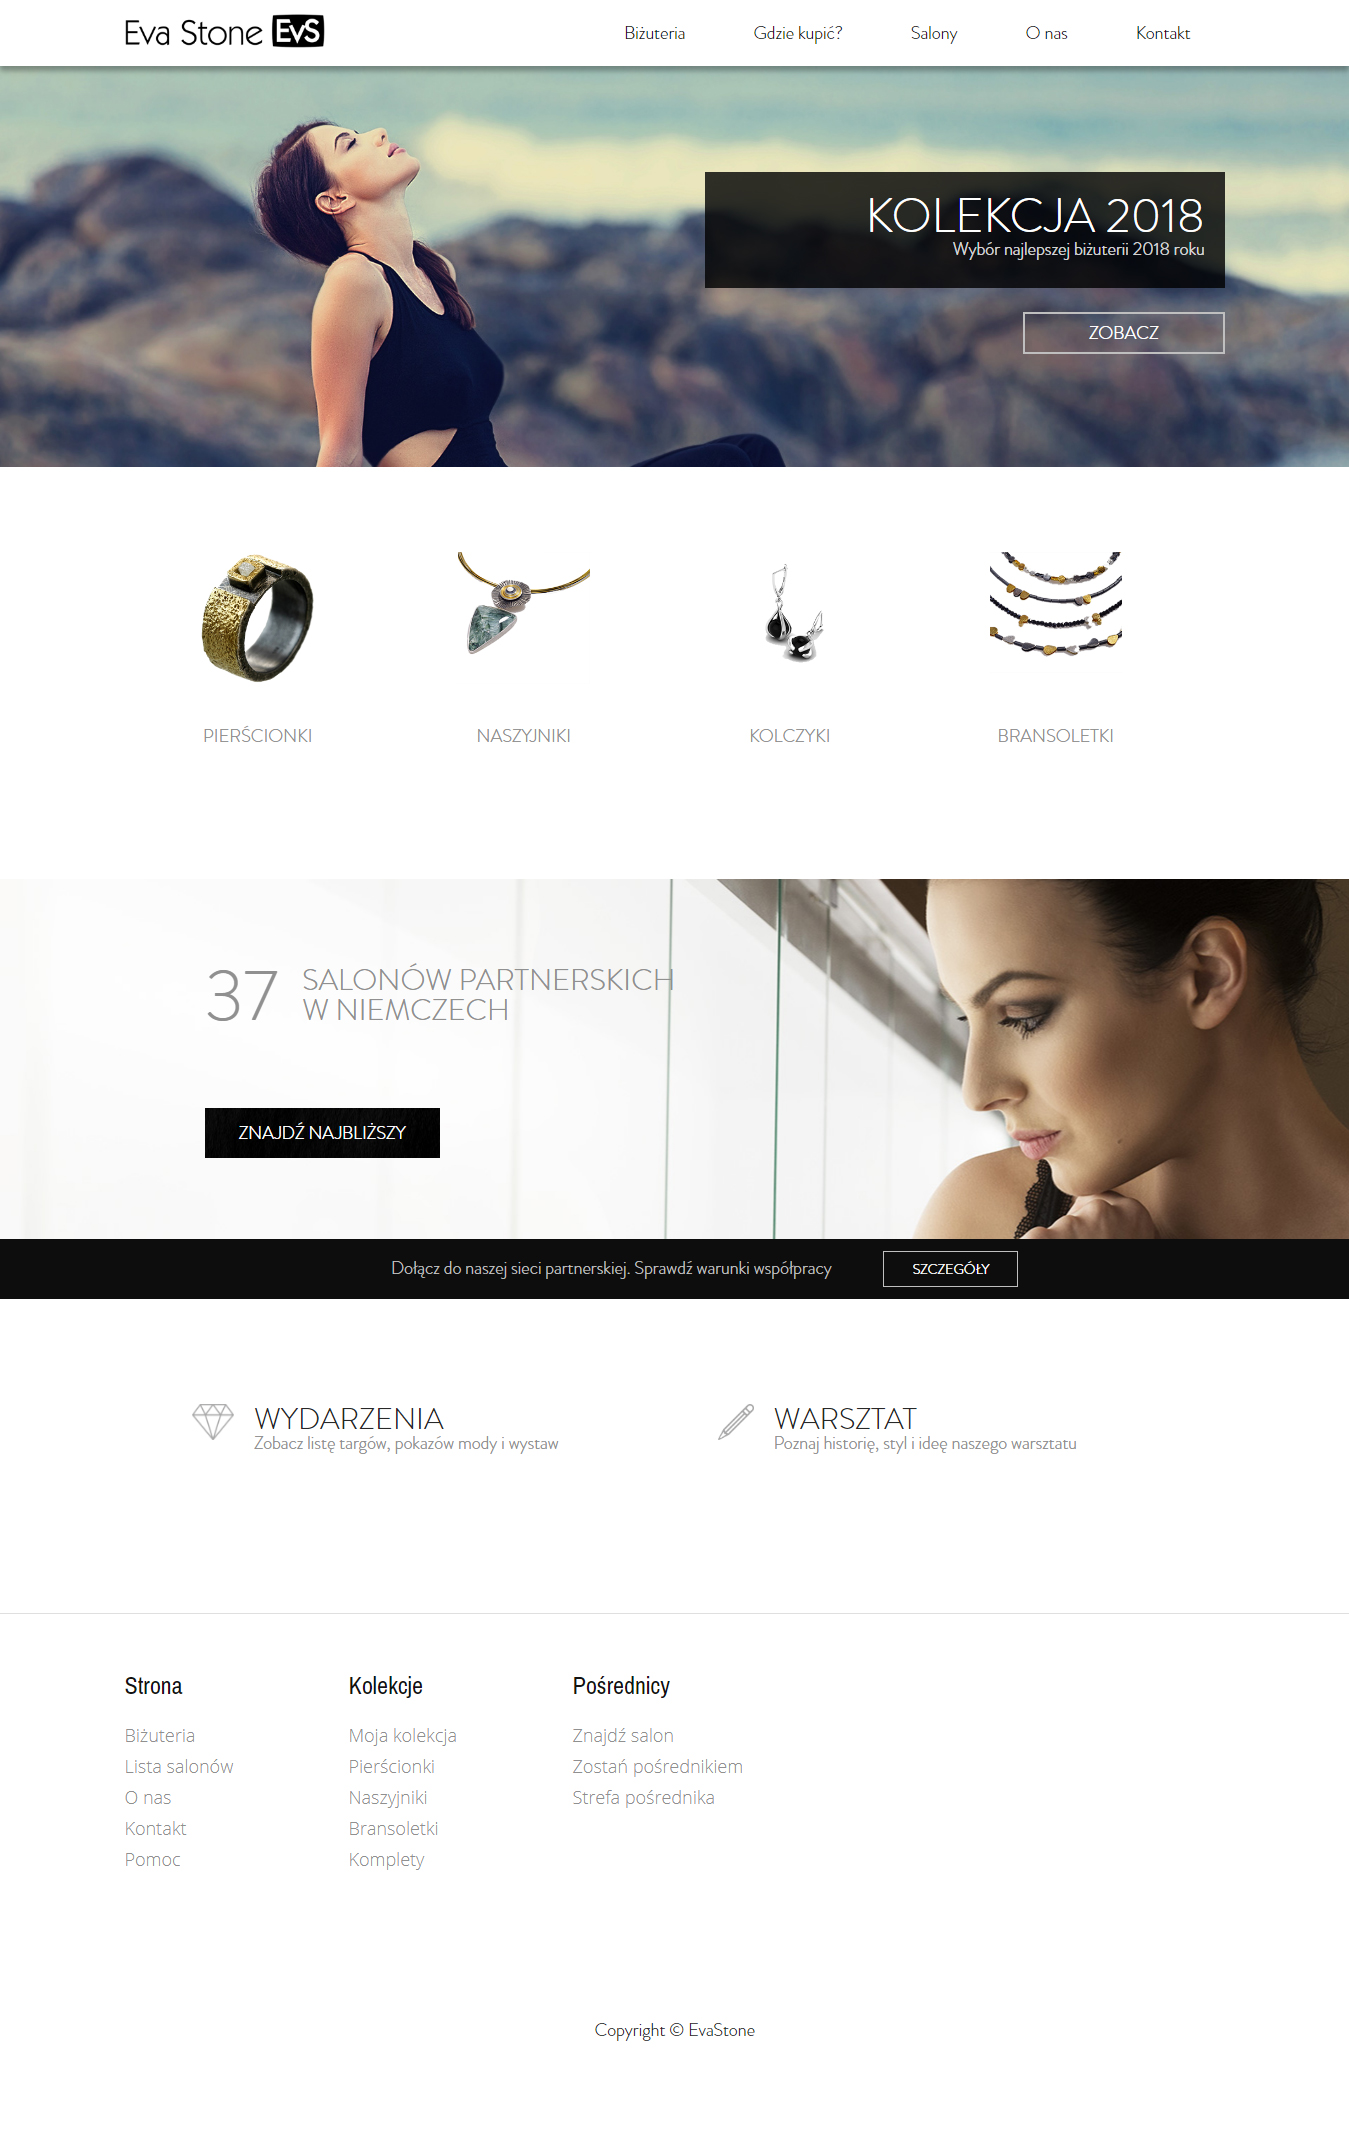 Eva Stone EvS
Biżuteria Gdzie kupić? Salony O nas Kontakt
KOLEKCJA 2018
Wybór najlepszej biżuterii 2018 roku
ZOBACZ
PIERŚCIONKI NASZYJNIKI KOLCZYKI BRANSOLETKI
37 SALONÓW PARTNERSKICH
W NIEMCZECH
ZNAJDŹ NAJBLIŻSZY
Dołącz do naszej sieci partnerskiej. Sprawdź warunki współpracy SZCZEGÓŁY
WYDARZENIA
Zobacz listę targów, pokazów mody i wystaw
WARSZTAT
Poznaj historię, styl i ideę naszego warsztatu
Strona
Biżuteria
Lista salonów
O nas
Kontakt
Pomoc
Kolekcje
Moja kolekcja
Pierścionki
Naszyjniki
Bransoletki
Komplety
Pośrednicy
Znajdź salon
Zostań pośrednikiem
Strefa pośrednika
Copyright © EvaStone